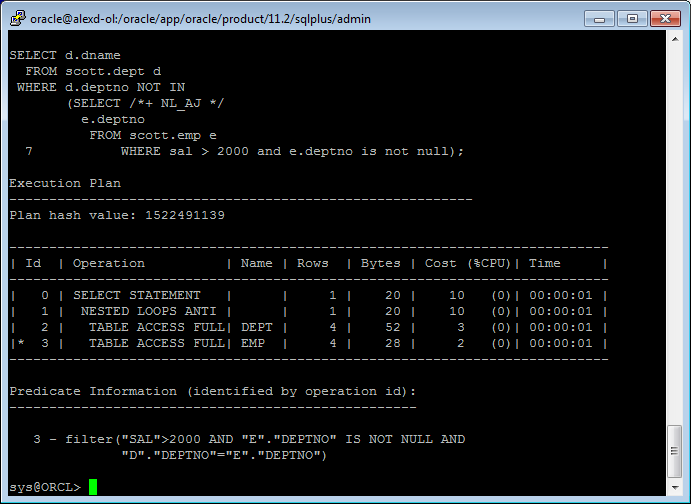 oracle@alexd-ol:/oracle/app/oracle/product/11.2/sqlplus/admin
SELECT d.dname
  FROM scott.dept d
 WHERE d.deptno NOT IN
       (SELECT /*+ NL_AJ */
         e.deptno
          FROM scott.emp e
  7           WHERE sal > 2000 and e.deptno is not null);
Execution Plan
----------------------------------------------------------
Plan hash value: 1522491139
---------------------------------------------------------------------------
| Id  | Operation          | Name | Rows  | Bytes | Cost (%CPU)| Time     |
---------------------------------------------------------------------------
|   0 | SELECT STATEMENT   |      |     1 |    20 |    10   (0)| 00:00:01 |
|   1 |  NESTED LOOPS ANTI |      |     1 |    20 |    10   (0)| 00:00:01 |
|   2 |   TABLE ACCESS FULL| DEPT |     4 |    52 |     3   (0)| 00:00:01 |
|*  3 |   TABLE ACCESS FULL| EMP  |     4 |    28 |     2   (0)| 00:00:01 |
---------------------------------------------------------------------------
Predicate Information (identified by operation id):
---------------------------------------------------
   3 - filter("SAL">2000 AND "E"."DEPTNO" IS NOT NULL AND
              "D"."DEPTNO"="E"."DEPTNO")
sys@ORCL>